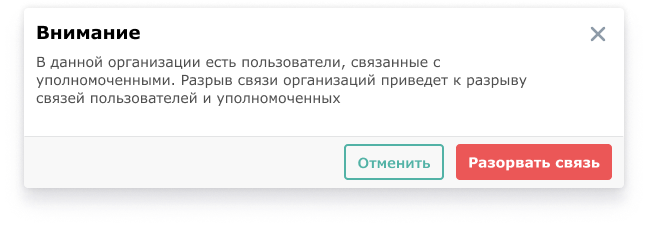 Внимание
В данной организации есть пользователи, связанные с
уполномоченными. Разрыв связи организаций приведет к разрыву
связей пользователей и уполномоченных
Отменить
Разорвать связь